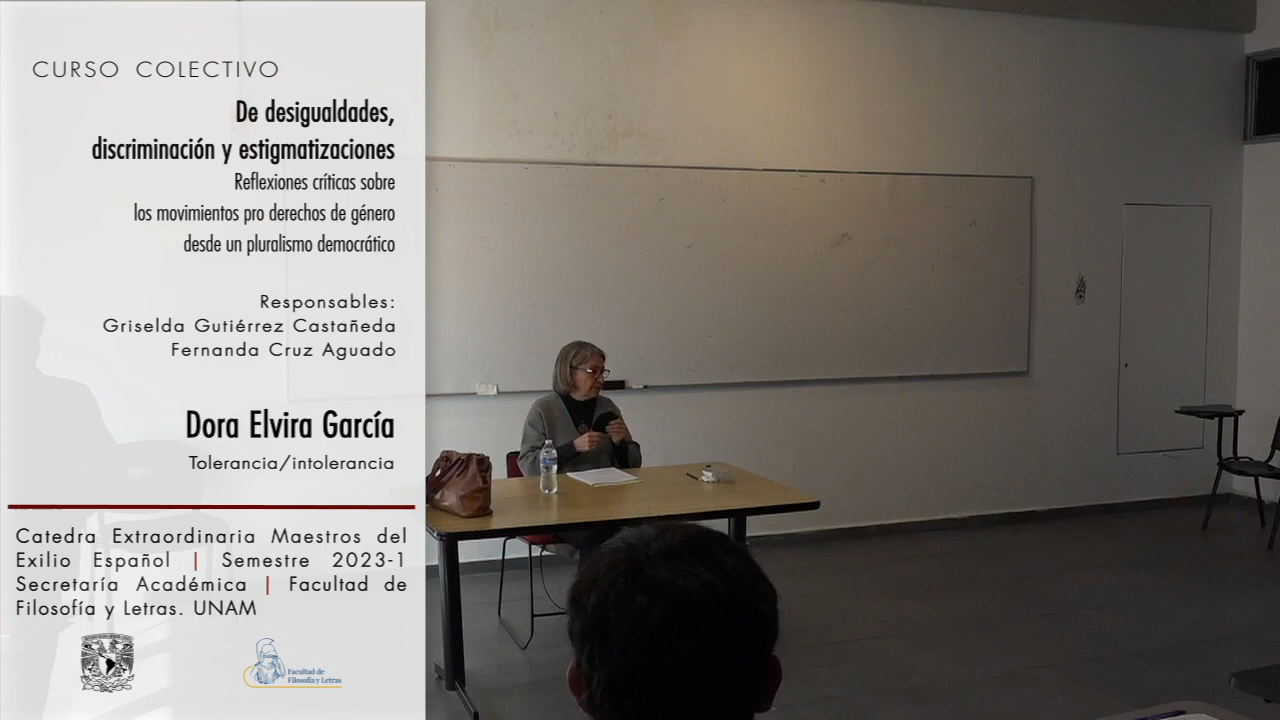 CURSO COLECTIVO
De desigualdades,
discriminación y estigmatizaciones
Reflexiones críticas sobre
los movimientos pro derechos de género
desde un pluralismo democrático
Responsables:
Griselda Gutiérrez Castañeda
Fernanda Cruz Aguado
Dora Elvira García
Tolerancia/intolerancia
Catedra Extraordinaria Maestros del
Exilio Español | Semestre 2023-1
Secretaría Académica | Facultad de
Filosofía y Letras. UNAM
Facultad de
Filosofía y Letras